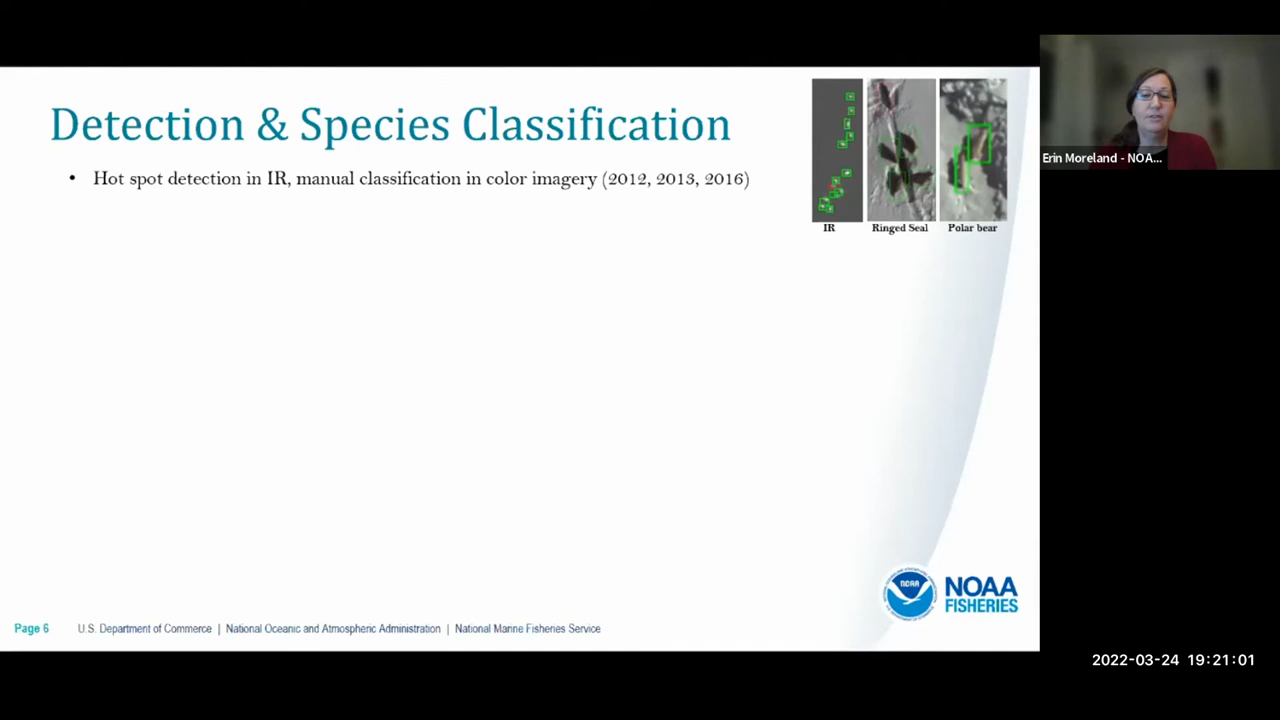 Detection & Species Classification
• Hot spot detection in IR, manual classification in color imagery (2012, 2013, 2016)
IR
Ringed Seal
Polar bear
Erin Moreland - NOA...
NOAA
NOAA
FISHERIES
Page 6
U.S. Department of Commerce | National Oceanic and Atmospheric Administration | National Marine Fisheries Service
2022-03-24 19:21:01